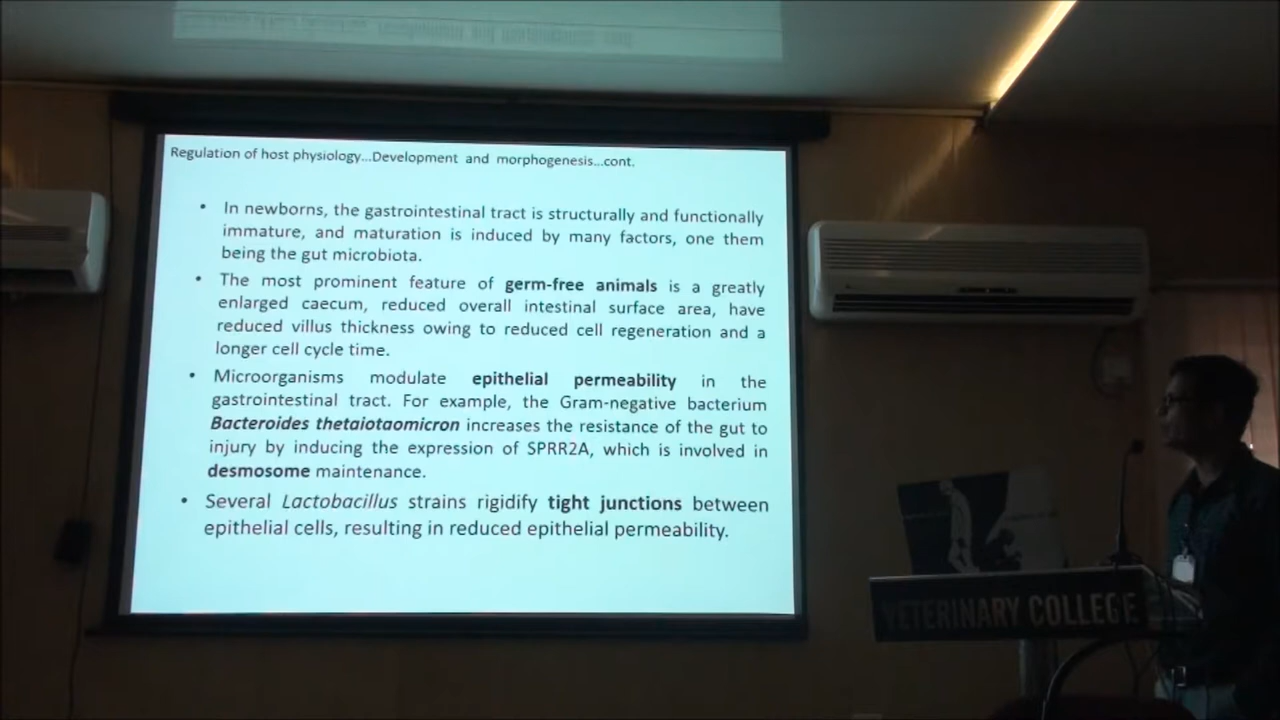 Regulation of host physiology...Development and morphogenesis...cont.
• In newborns, the gastrointestinal tract is structurally and functionally
immature, and maturation is induced by many factors, one them
being the gut microbiota.
• The most prominent feature of germ-free animals is a greatly
enlarged caecum, reduced overall intestinal surface area, have
reduced villus thickness owing to reduced cell regeneration and a
longer cell cycle time.
• Microorganisms modulate epithelial permeability in the
gastrointestinal tract. For example, the Gram-negative bacterium
Bacteroides thetaiotaomicron increases the resistance of the gut to
injury by inducing the expression of SPRR2A, which is involved in
desmosome maintenance.
• Several Lactobacillus strains rigidify tight junctions between
epithelial cells, resulting in reduced epithelial permeability.
VETERINARY COLLEGE